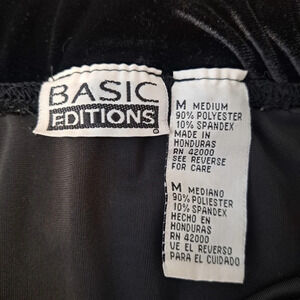 BASIC
EDITIONS
M MEDIUM
90% POLYESTER
10% SPANDEX
MADE IN
HONDURAS
RN 42000
SEE REVERSE
FOR CARE
M MEDIANO
90% POLIESTER
10% SPANDEX
HECHO EN
HONDURAS
RN 42000
UE EL REVERSO
PARA EL CUIDADO